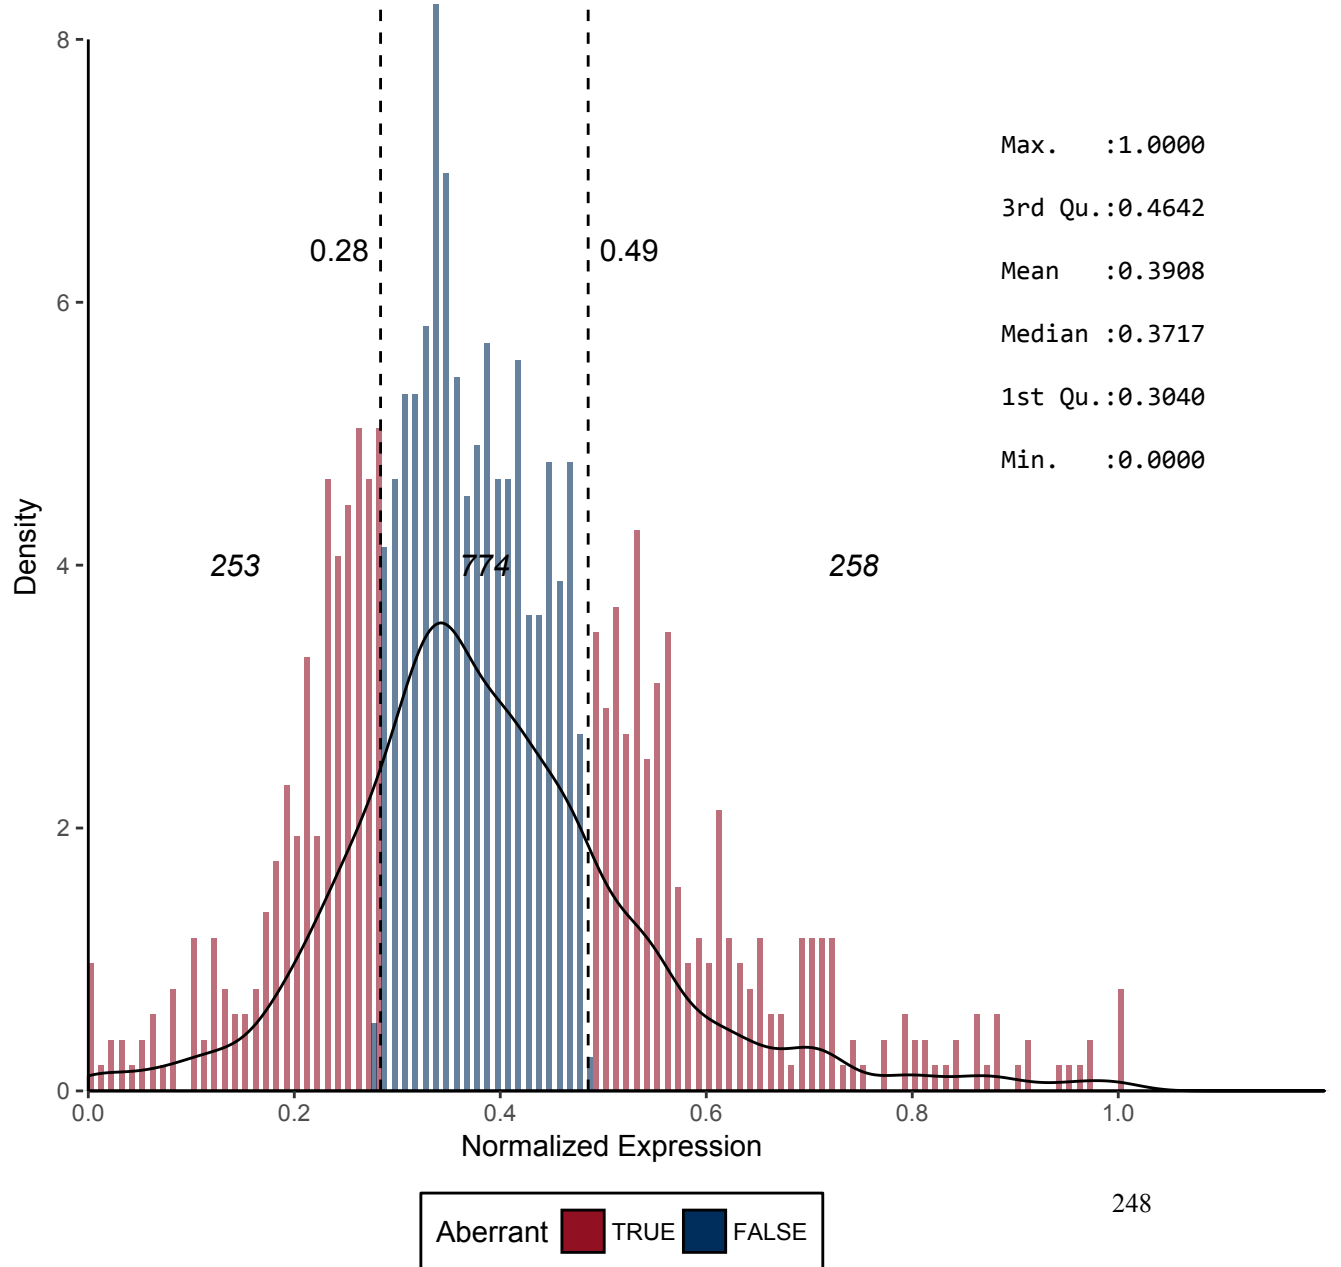 8
Max. :1.0000
3rd Qu.:0.4642
0.28
0.49
Mean :0.3908
6
Median :0.3717
1st Qu.:0.3040
Min. :0.0000
Density
4
253
774
258
2
0
0.0
0.2
0.4
0.6
0.8
1.0
Normalized Expression
248
Aberrant TRUE FALSE